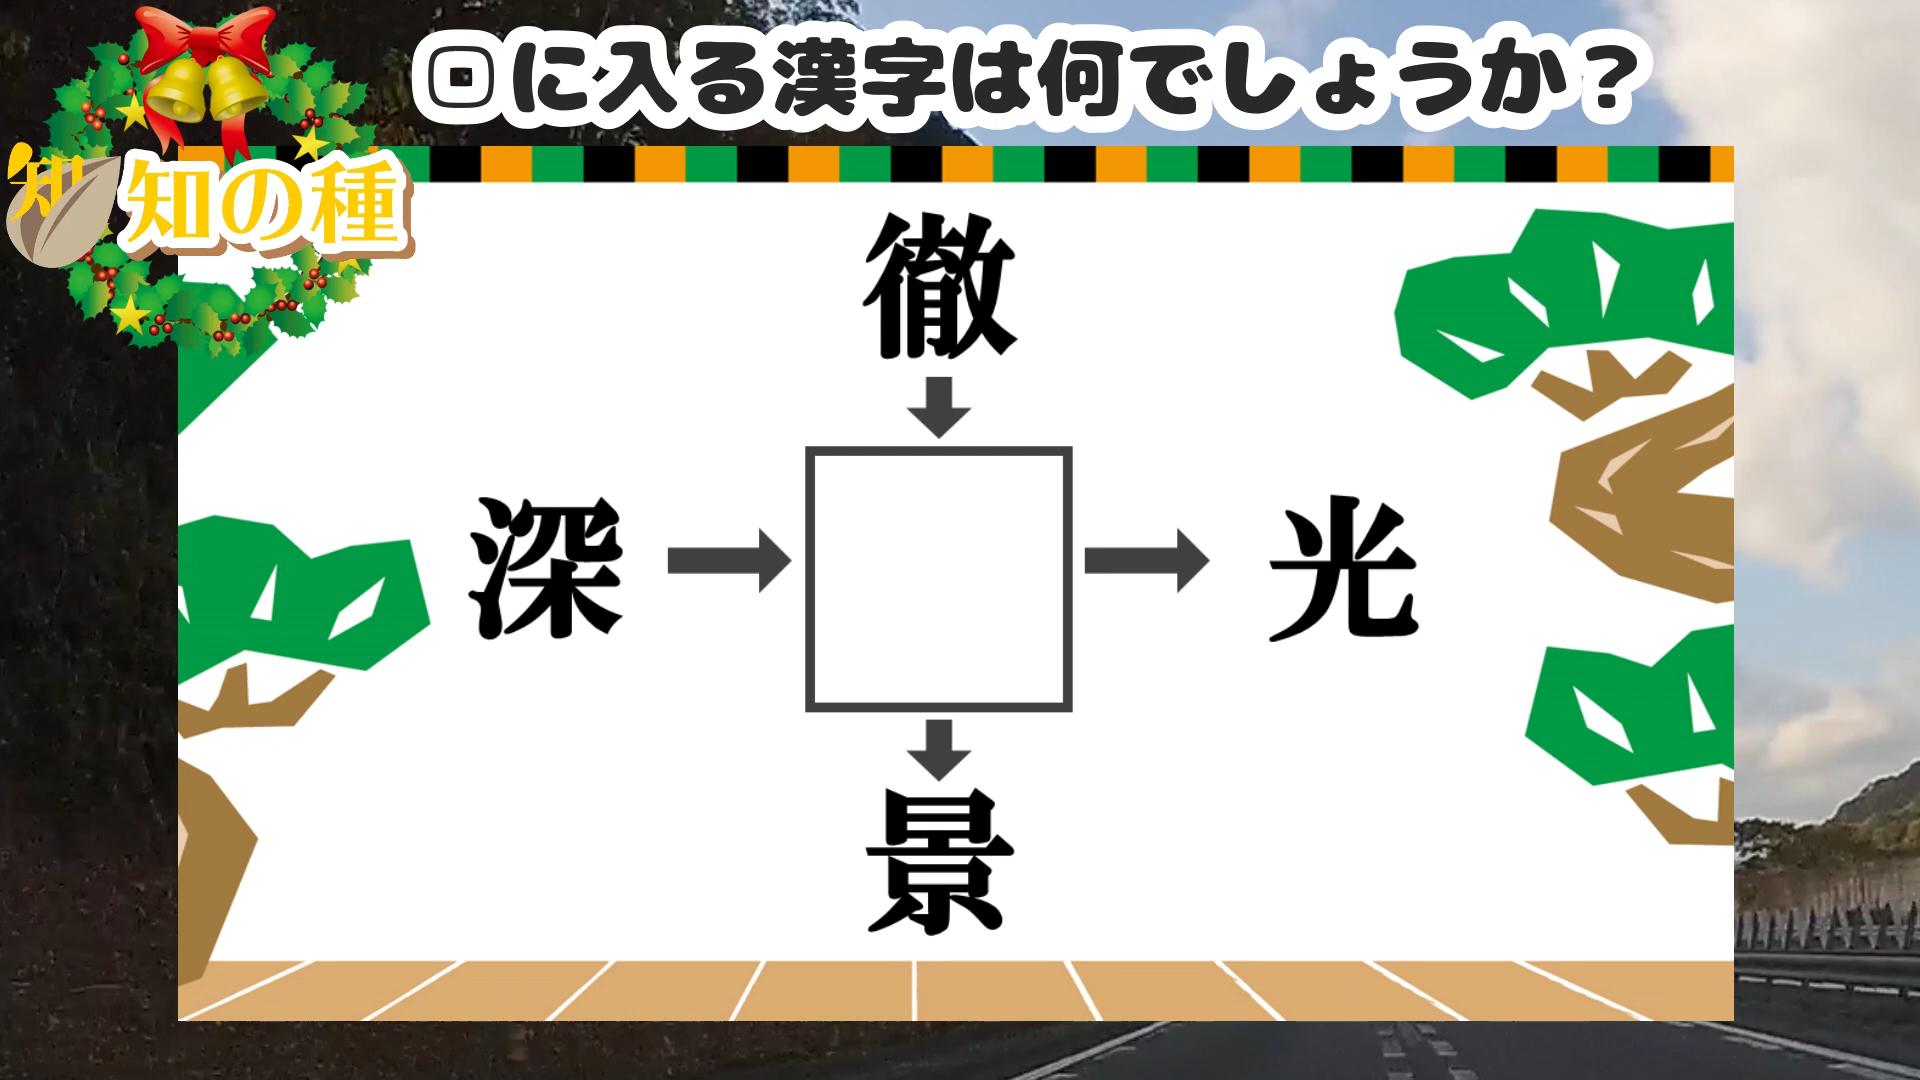 □に入る漢字は何でしょうか？
知
知の種
徹
深
光
景